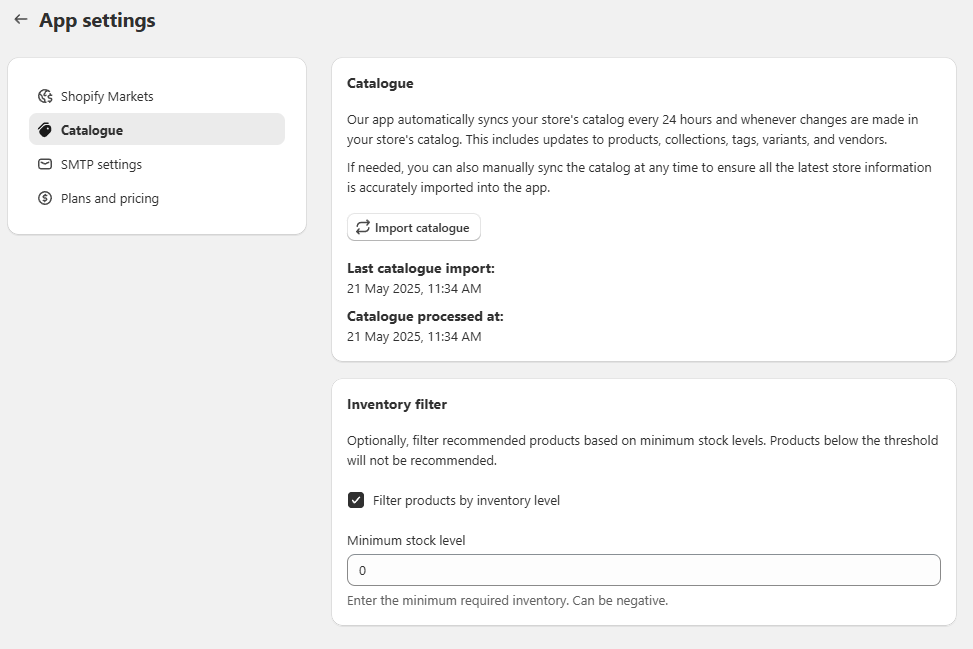 App settings
Shopify Markets
Catalogue
SMTP settings
Plans and pricing
Catalogue
Our app automatically syncs your store's catalog every 24 hours and whenever changes are made in
your store's catalog. This includes updates to products, collections, tags, variants, and vendors.
If needed, you can also manually sync the catalog at any time to ensure all the latest store information
is accurately imported into the app.
Import catalogue
Last catalogue import:
21 May 2025, 11:34 AM
Catalogue processed at:
21 May 2025, 11:34 AM
Inventory filter
Optionally, filter recommended products based on minimum stock levels. Products below the threshold
will not be recommended.
Filter products by inventory level
Minimum stock level
0
Enter the minimum required inventory. Can be negative.